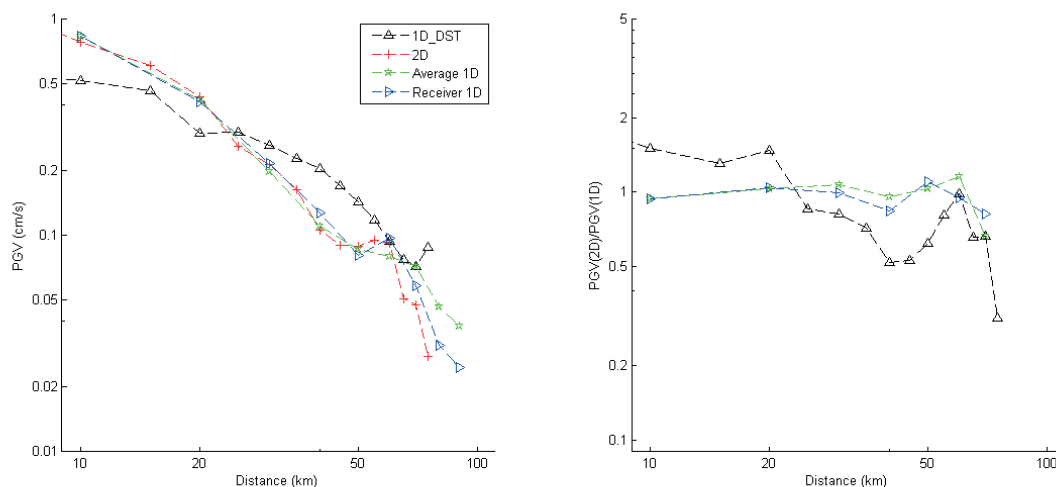 1
0.5
0.2
0.1
0.05
0.02
0.01
PGV (cm/s)
10
20
50
100
Distance (km)
1D_DST
2D
Average 1D
Receiver 1D
5
2
1
0.5
0.2
0.1
PGV(2D)/PGV(1D)
10
20
50
100
Distance (km)